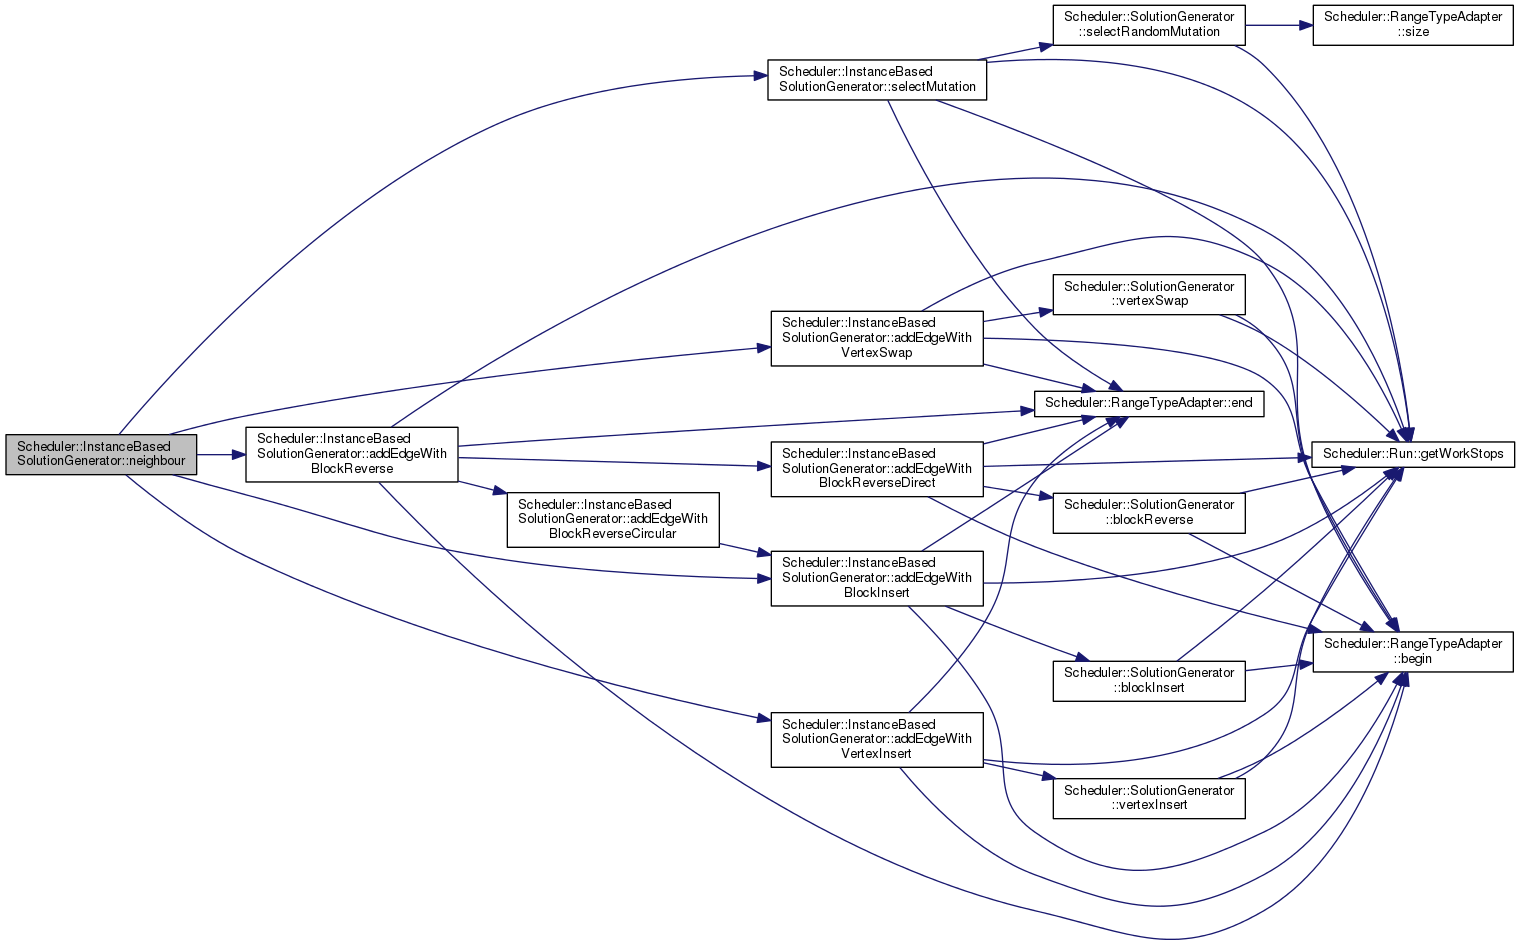 Scheduler::InstanceBased
SolutionGenerator::neighbour
Scheduler::InstanceBased
SolutionGenerator::addEdgeWith
BlockReverse
Scheduler::InstanceBased
SolutionGenerator::addEdgeWith
BlockReverseCircular
Scheduler::InstanceBased
SolutionGenerator::selectMutation
Scheduler::InstanceBased
SolutionGenerator::addEdgeWith
VertexSwap
Scheduler::InstanceBased
SolutionGenerator::addEdgeWith
BlockReverseDirect
Scheduler::InstanceBased
SolutionGenerator::addEdgeWith
BlockInsert
Scheduler::InstanceBased
SolutionGenerator::addEdgeWith
VertexInsert
Scheduler::SolutionGenerator
::selectRandomMutation
Scheduler::SolutionGenerator
::vertexSwap
Scheduler::RangeTypeAdapter::end
Scheduler::SolutionGenerator
::blockReverse
Scheduler::SolutionGenerator
::blockInsert
Scheduler::SolutionGenerator
::vertexInsert
Scheduler::RangeTypeAdapter
::size
Scheduler::Run::getWorkStops
Scheduler::RangeTypeAdapter
::begin